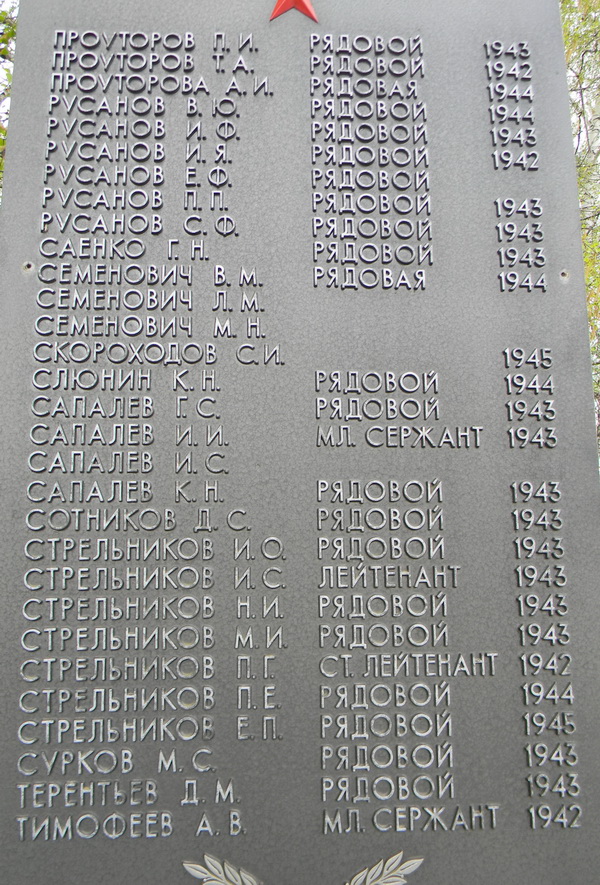 ПРОУТОРОВ П.И. РЯДОВОЙ 1943
ПРОУТОРОВ Т.А. РЯДОВОЙ 1942
ПРОУТОРОВА А.И. РЯДОВАЯ 1944
РУСАНОВ В.Ю. РЯДОВОЙ 1944
РУСАНОВ И.Ф. РЯДОВОЙ 1943
РУСАНОВ И.Я. РЯДОВОЙ 1942
РУСАНОВ Е.Ф. РЯДОВОЙ
РУСАНОВ П.П. РЯДОВОЙ 1943
РУСАНОВ С.Ф. РЯДОВОЙ 1943
САЕНКО Г.Н. РЯДОВОЙ 1943
СЕМЕНОВИЧ В.М. РЯДОВАЯ 1944
СЕМЕНОВИЧ Л.М.
СЕМЕНОВИЧ М.Н.
СКОРОХОДОВ С.И. 1945
СЛЮНИН К.Н. РЯДОВОЙ 1944
САПАЛЕВ Г.С. РЯДОВОЙ 1943
САПАЛЕВ И.И. МЛ. СЕРЖАНТ 1943
САПАЛЕВ И.С.
САПАЛЕВ К.Н. РЯДОВОЙ 1943
СОТНИКОВ Д.С. РЯДОВОЙ 1943
СТРЕЛЬНИКОВ И.О. РЯДОВОЙ 1943
СТРЕЛЬНИКОВ И.С. ЛЕЙТЕНАНТ 1943
СТРЕЛЬНИКОВ Н.И. РЯДОВОЙ 1943
СТРЕЛЬНИКОВ М.И. РЯДОВОЙ 1943
СТРЕЛЬНИКОВ П.Г. СТ. ЛЕЙТЕНАНТ 1942
СТРЕЛЬНИКОВ П.Е. РЯДОВОЙ 1944
СТРЕЛЬНИКОВ Е.П. РЯДОВОЙ 1945
СУРКОВ М.С. РЯДОВОЙ 1943
ТЕРЕНТЬЕВ Д.М. РЯДОВОЙ 1943
ТИМОФЕЕВ А.В. МЛ. СЕРЖАНТ 1942